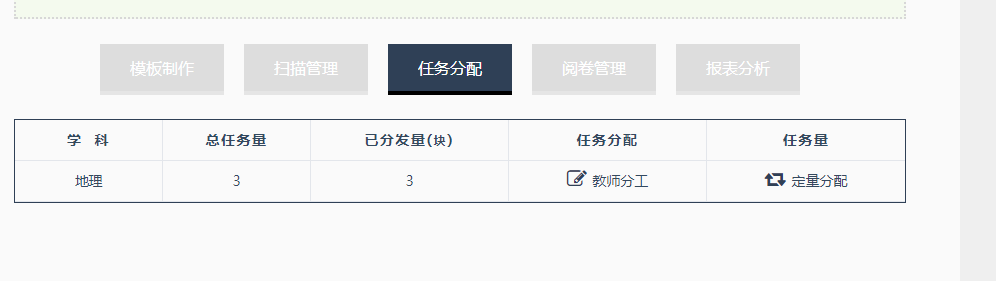 模板制作 扫描管理 任务分配 阅卷管理 报表分析
学 科 总任务量 已分发量(块) 任务分配 任务量
地理 3 3 教师分工 定量分配